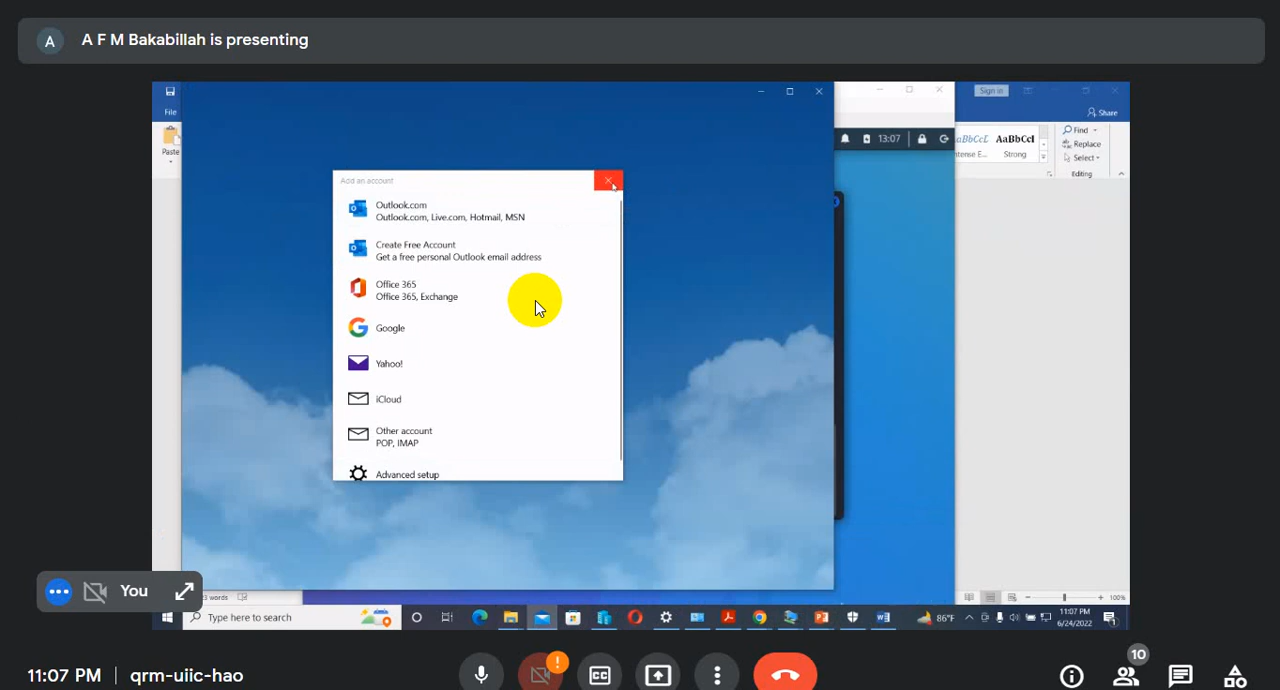 A
A F M Bakabillah is presenting
File
Paste
Add an account
Outlook.com
Outlook.com, Live.com, Hotmail, MSN
Create Free Account
Get a free personal Outlook email address
Office 365
Office 365, Exchange
Google
Yahoo!
iCloud
Other account
POP, IMAP
Advanced setup
13:07
Sign in
Share
AaBbCcI
Strong
Find
Replace
Select
Editing
You
words
100%
Type here to search
86°F
11:07 PM
6/24/2022
11:07 PM | qrm-uiic-hao
CC
10